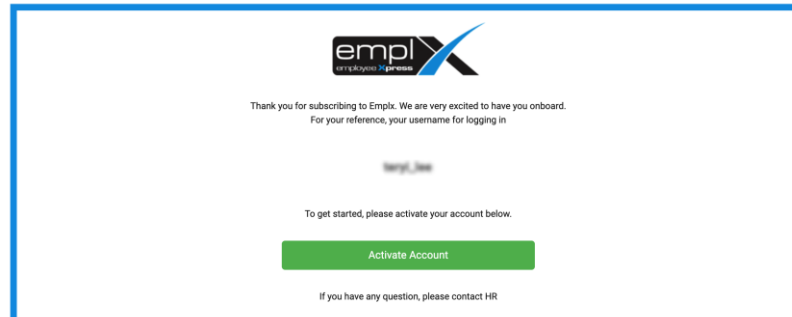 empl
employee Xpress
Thank you for subscribing to Emplx. We are very excited to have you onboard.
For your reference, your username for logging in
To get started, please activate your account below.
Activate Account
If you have any question, please contact HR